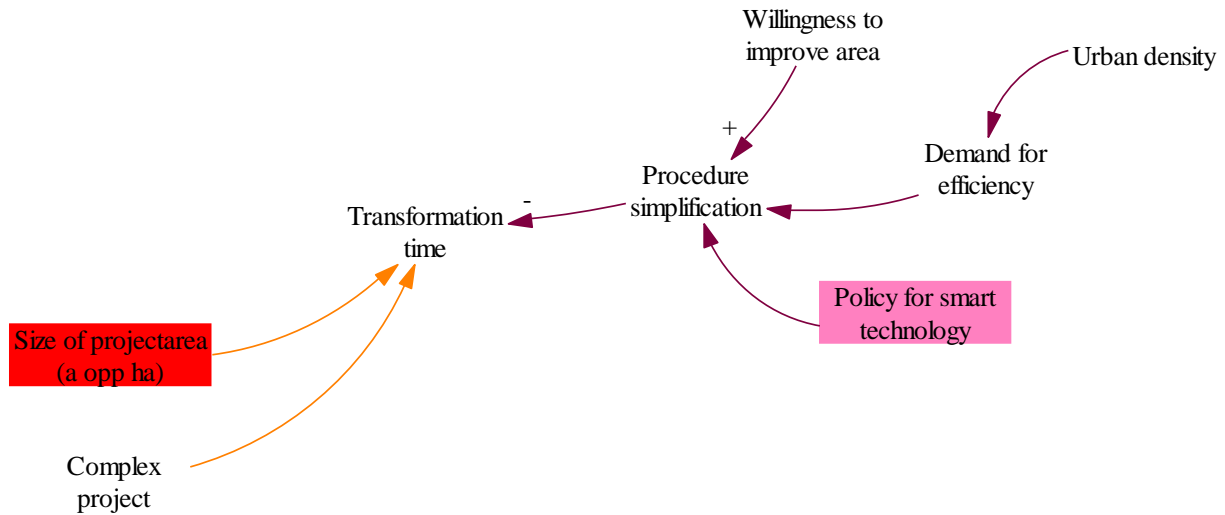 Willingness to
improve area
Urban density
+
Demand for
efficiency
Procedure
simplification
-
Transformation
time
Policy for smart
technology
Size of projectarea
(a opp ha)
Complex
project